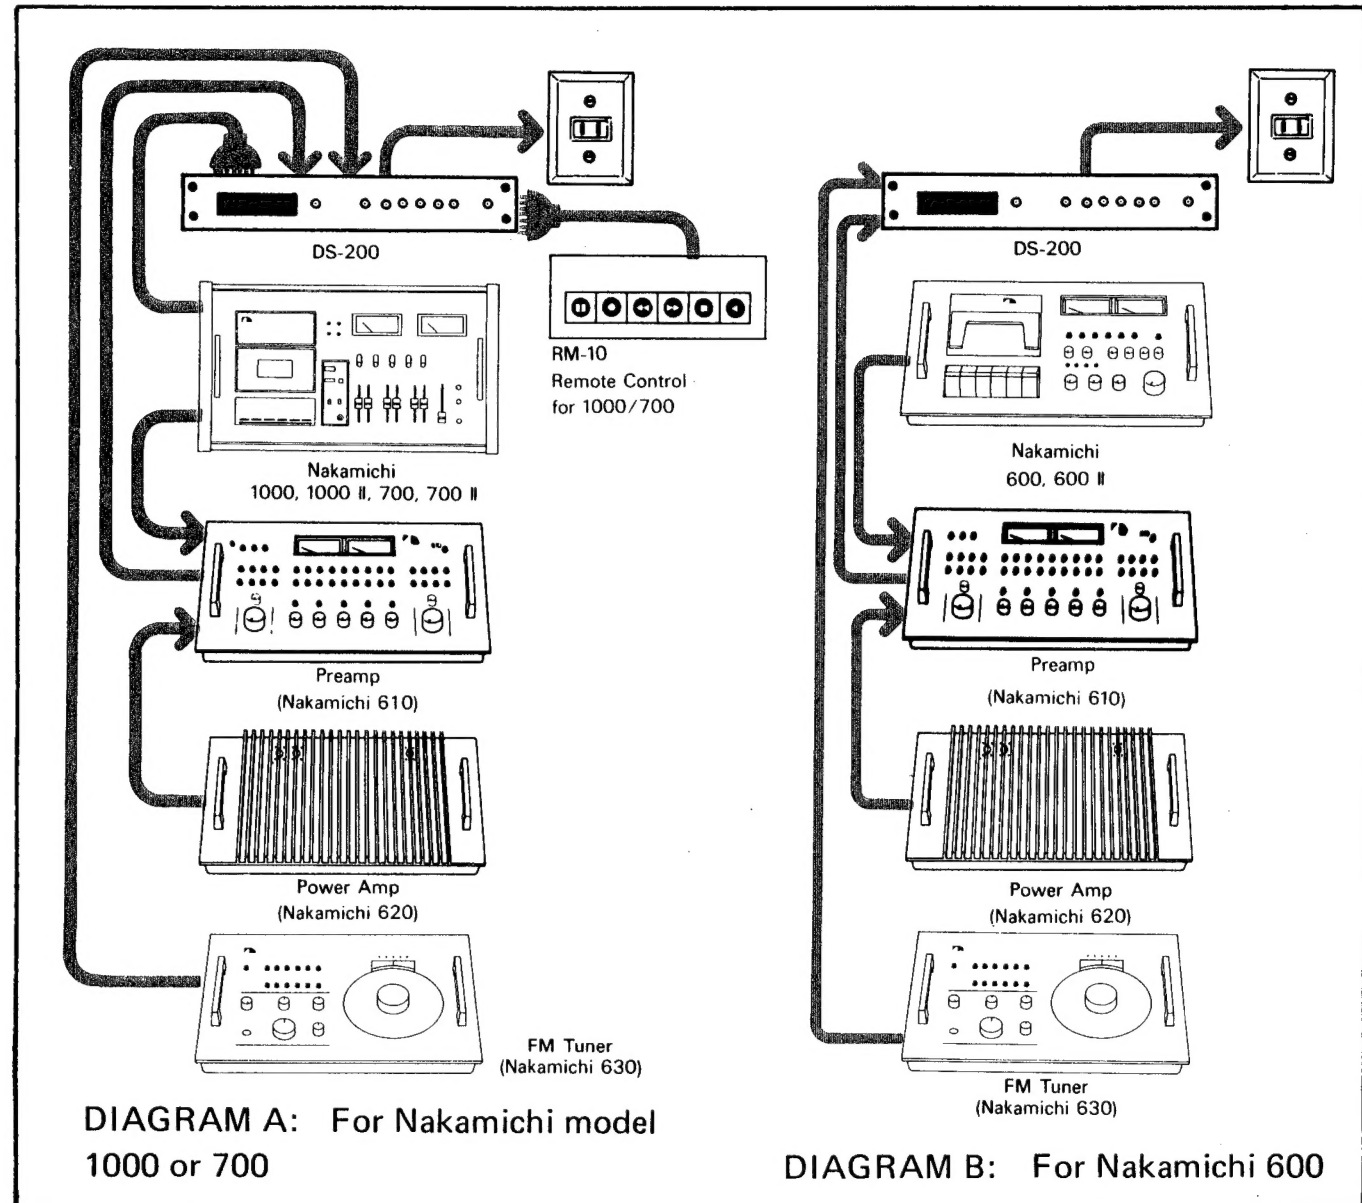 DS-200
RM-10
Remote Control
for 1000/700
Nakamichi
1000, 1000 II, 700, 700 II
Preamp
(Nakamichi 610)
Power Amp
(Nakamichi 620)
FM Tuner
(Nakamichi 630)
DIAGRAM A: For Nakamichi model
1000 or 700
DS-200
Nakamichi
600, 600 II
Preamp
(Nakamichi 610)
Power Amp
(Nakamichi 620)
FM Tuner
(Nakamichi 630)
DIAGRAM B: For Nakamichi 600